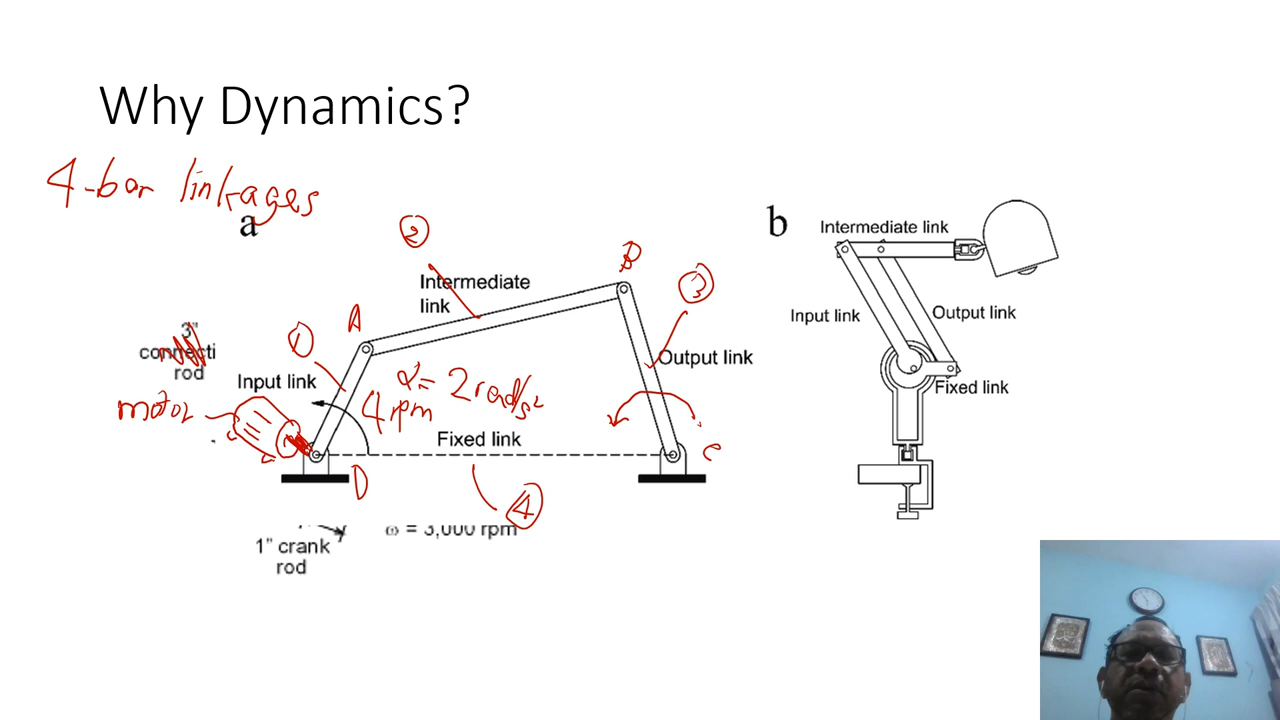 Why Dynamics?
4-bar linkages
a
2
B
Intermediate
link
3
A
3"
connecti
rod
1
Input link
Output link
α = 2 rad/s²
4 rpm
motor
Fixed link
C
D
4
ω = 3,000 rpm
1" crank
rod
b
Intermediate link
Input link
Output link
Fixed link